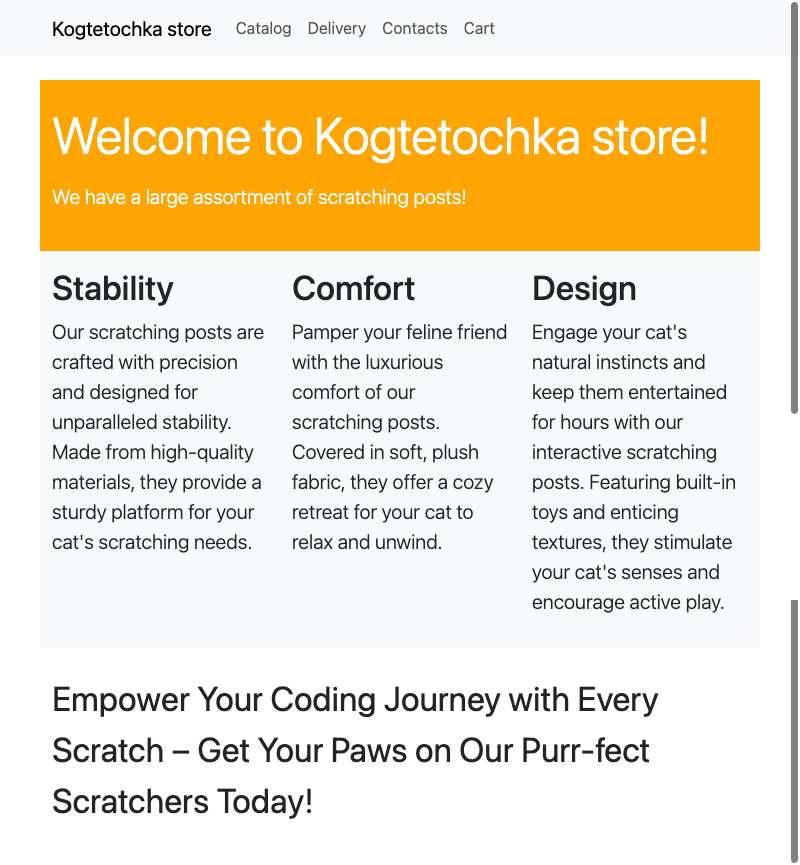 Kogtetochka store Catalog Delivery Contacts Cart
Welcome to Kogtetochka store!
We have a large assortment of scratching posts!
Stability
Our scratching posts are
crafted with precision
and designed for
unparalleled stability.
Made from high-quality
materials, they provide a
sturdy platform for your
cat's scratching needs.
Comfort
Pamper your feline friend
with the luxurious
comfort of our
scratching posts.
Covered in soft, plush
fabric, they offer a cozy
retreat for your cat to
relax and unwind.
Design
Engage your cat's
natural instincts and
keep them entertained
for hours with our
interactive scratching
posts. Featuring built-in
toys and enticing
textures, they stimulate
your cat's senses and
encourage active play.
Empower Your Coding Journey with Every
Scratch – Get Your Paws on Our Purr-fect
Scratchers Today!